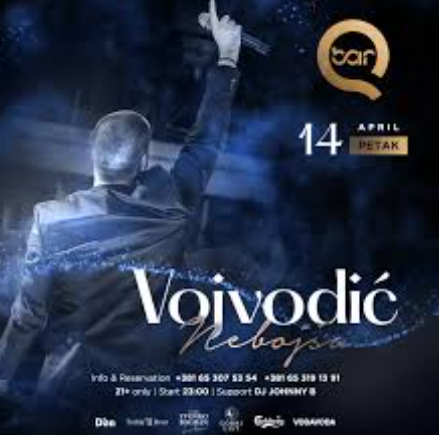 bar
14 APRIL
PETAK
Vojvodić
Nebojša
Info & Reservation +381 65 307 53 54 +381 65 319 13 91
21+ only | Start 23:00 | Support DJ JOHNNY B
Carlsberg VODAVODA